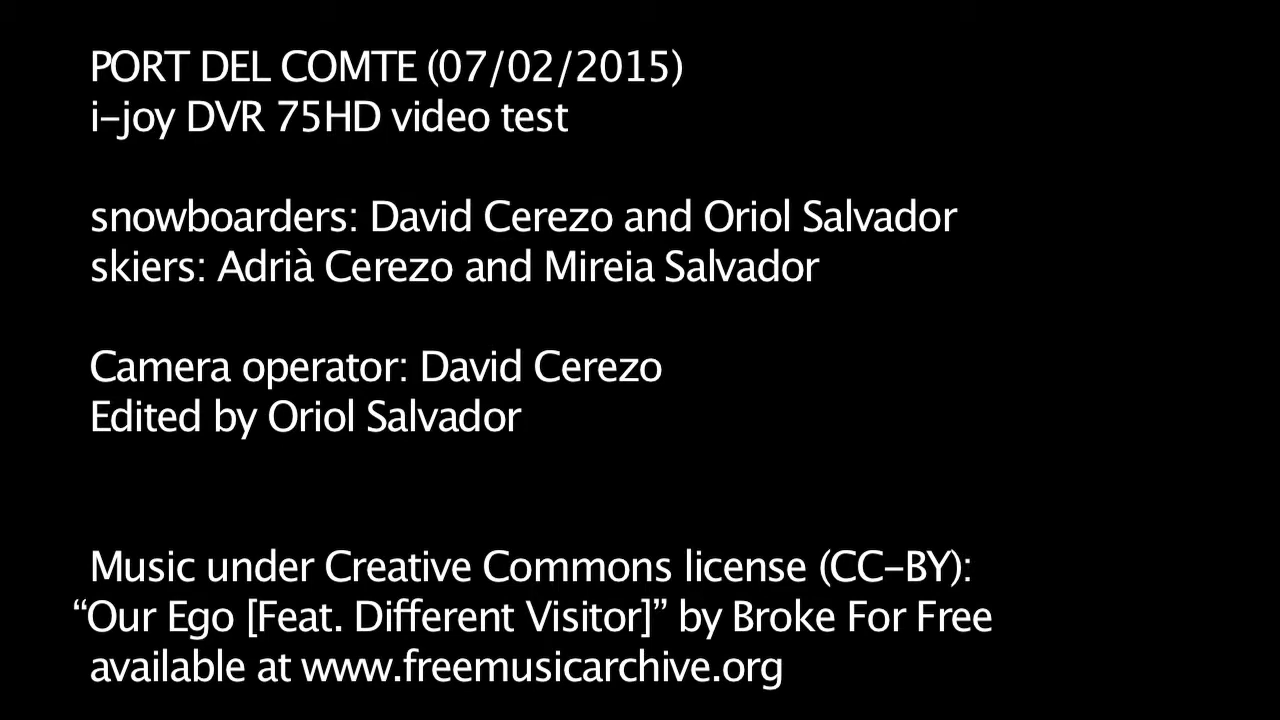 PORT DEL COMTE (07/02/2015)
i-joy DVR 75HD video test
snowboarders: David Cerezo and Oriol Salvador
skiers: Adrià Cerezo and Mireia Salvador
Camera operator: David Cerezo
Edited by Oriol Salvador
Music under Creative Commons license (CC-BY):
“Our Ego [Feat. Different Visitor]” by Broke For Free
available at www.freemusicarchive.org